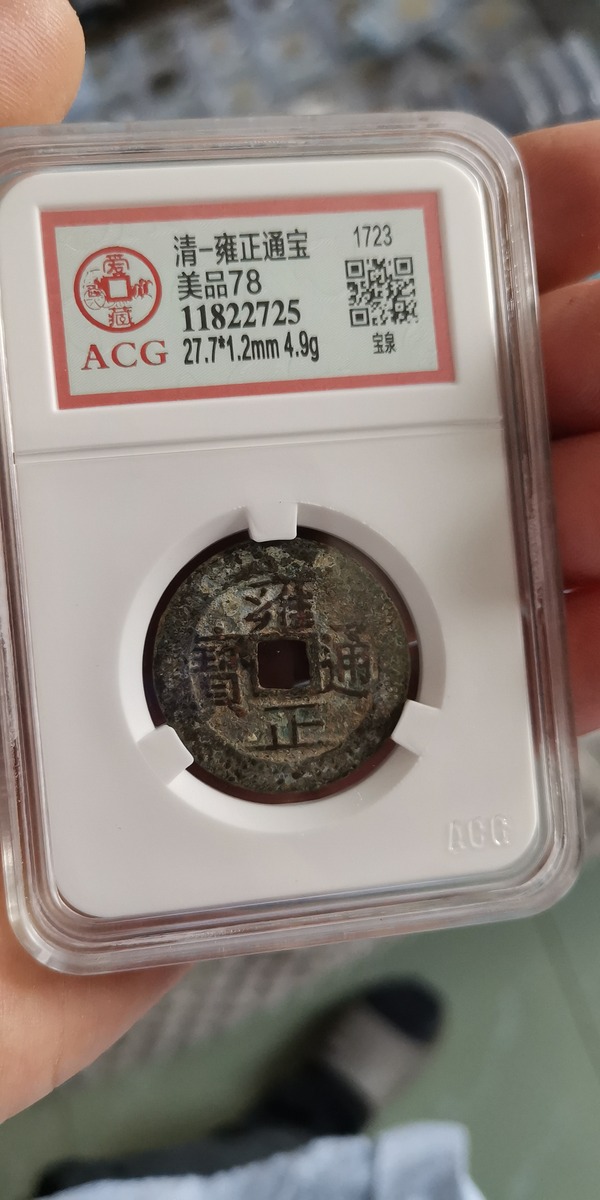 清一雍正通宝
1723
美品78
11822725
27.7*1.2mm 4.9g
宝泉
爱
藏
ACG
雍
寶 通
正
ACG